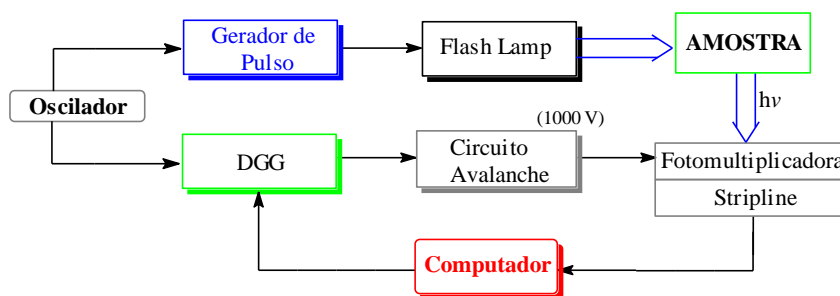 Gerador de
Pulso
Flash Lamp
AMOSTRA
Oscilador
hν
(1000 V)
DGG
Circuito
Avalanche
Fotomultiplicadora
Stripline
Computador